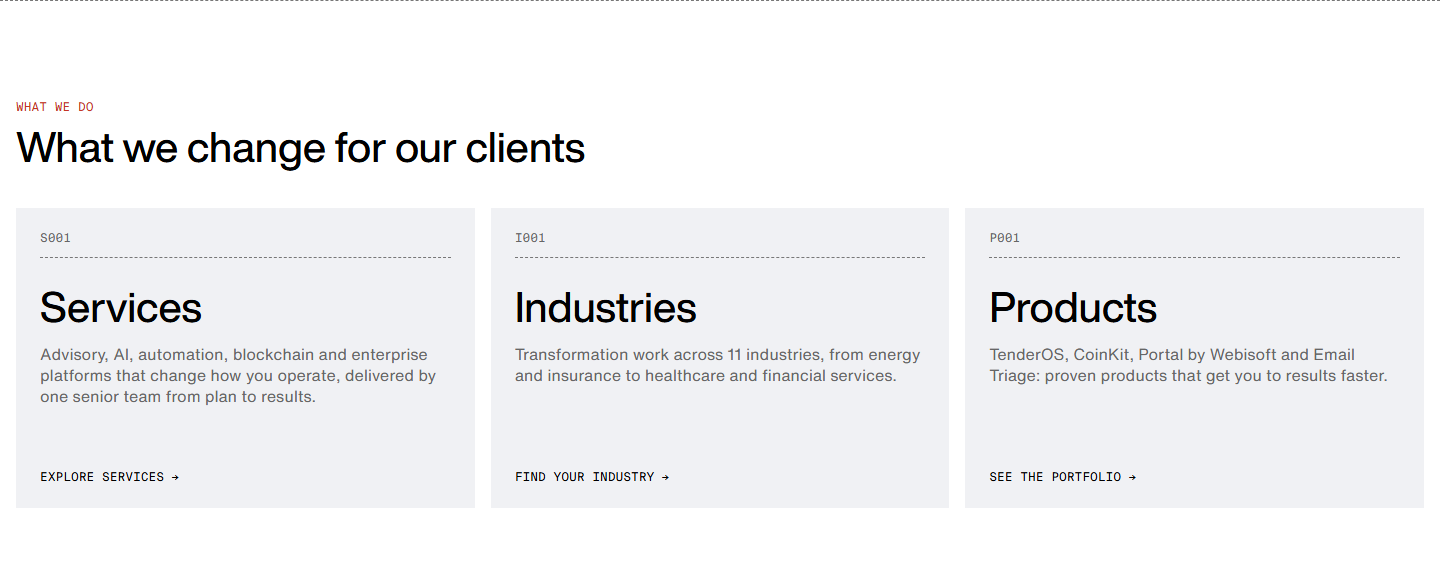 WHAT WE DO
What we change for our clients
S001
Services
Advisory, AI, automation, blockchain and enterprise
platforms that change how you operate, delivered by
one senior team from plan to results.
EXPLORE SERVICES →
I001
Industries
Transformation work across 11 industries, from energy
and insurance to healthcare and financial services.
FIND YOUR INDUSTRY →
P001
Products
TenderOS, CoinKit, Portal by Webisoft and Email
Triage: proven products that get you to results faster.
SEE THE PORTFOLIO →